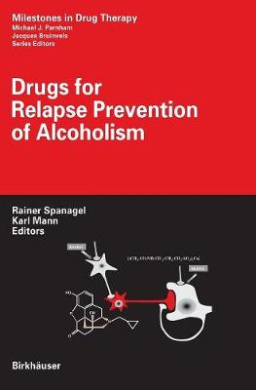 Milestones in Drug Therapy
Michael J. Parnham
Jacques Bruinvels
Series Editors
Drugs for
Relapse Prevention
of Alcoholism
Rainer Spanagel
Karl Mann
Editors
Birkhäuser